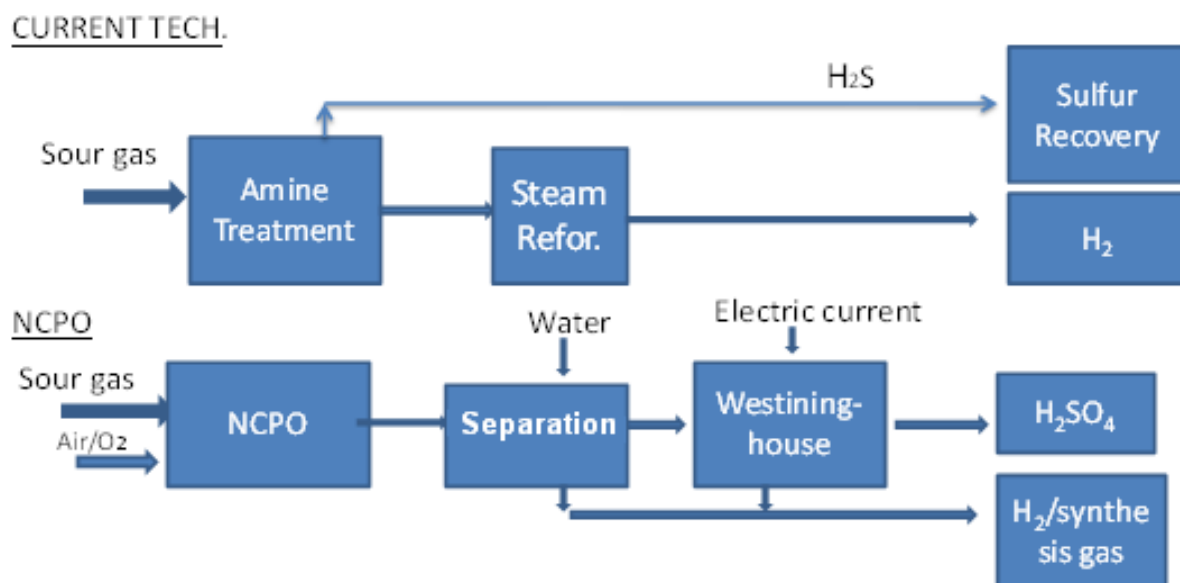 CURRENT TECH.
H₂S
Sulfur
Recovery
Sour gas
Amine
Treatment
Steam
Refor.
H₂
NCPO
Water
Electric current
Sour gas
Air/O2
NCPO
Separation
Westining-
house
H₂SO₄
H₂/synthe
sis gas